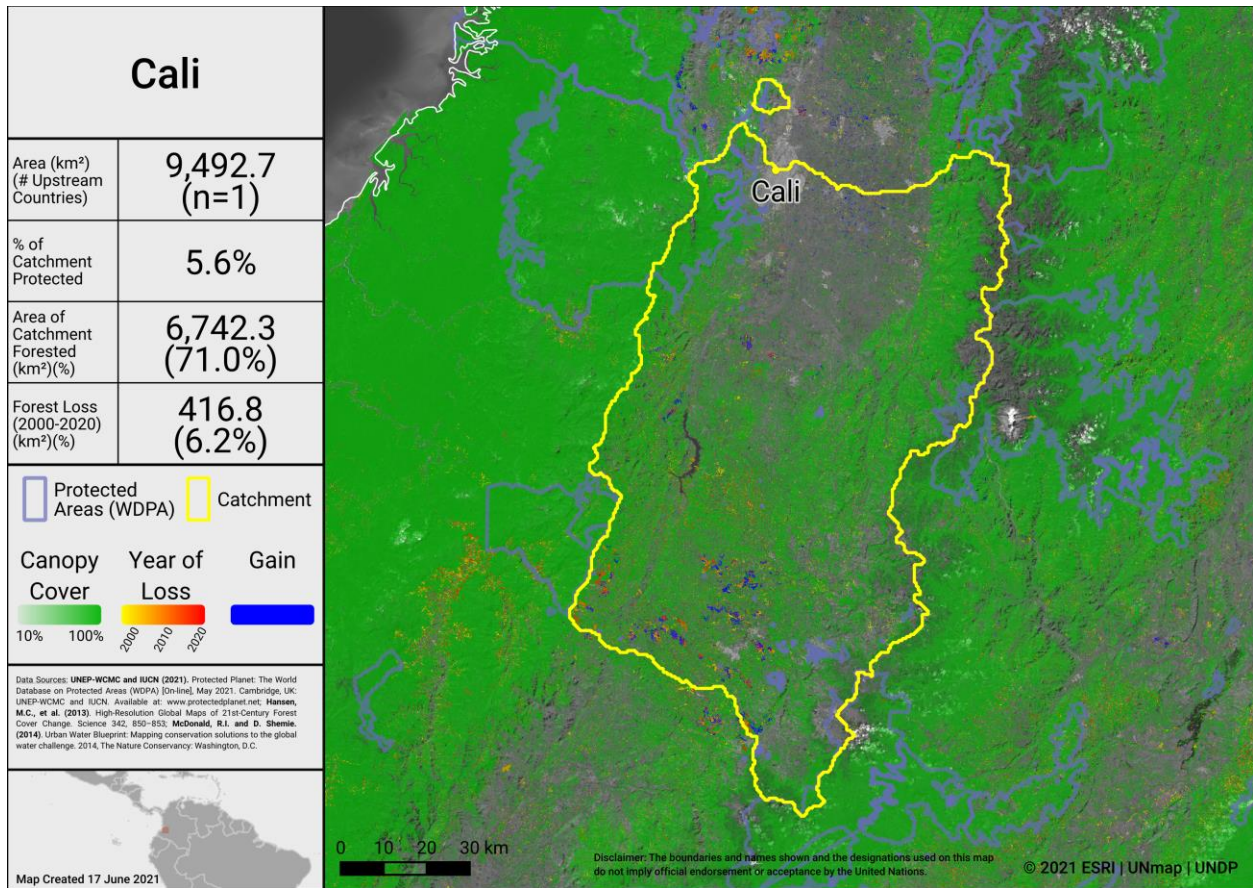 Cali
Area (km²)
(# Upstream
Countries)
9,492.7
(n=1)
% of
Catchment
Protected
5.6%
Area of
Catchment
Forested
(km²)(%)
6,742.3
(71.0%)
Forest Loss
(2000-2020)
(km²)(%)
416.8
(6.2%)
Protected
Areas (WDPA)
Catchment
Canopy
Cover
10% 100%
Year of
Loss
2000 2010 2020
Gain
Data Sources: UNEP-WCMC and IUCN (2021). Protected Planet: The World
Database on Protected Areas (WDPA) [On-line], May 2021. Cambridge, UK:
UNEP-WCMC and IUCN. Available at: www.protectedplanet.net; Hansen,
M.C., et al. (2013). High-Resolution Global Maps of 21st-Century Forest
Cover Change. Science 342, 850–853; McDonald, R.I. and D. Shemie.
(2014). Urban Water Blueprint: Mapping conservation solutions to the global
water challenge. 2014, The Nature Conservancy: Washington, D.C.
Map Created 17 June 2021
Cali
0 10 20 30 km
Disclaimer: The boundaries and names shown and the designations used on this map
do not imply official endorsement or acceptance by the United Nations.
© 2021 ESRI | UNmap | UNDP